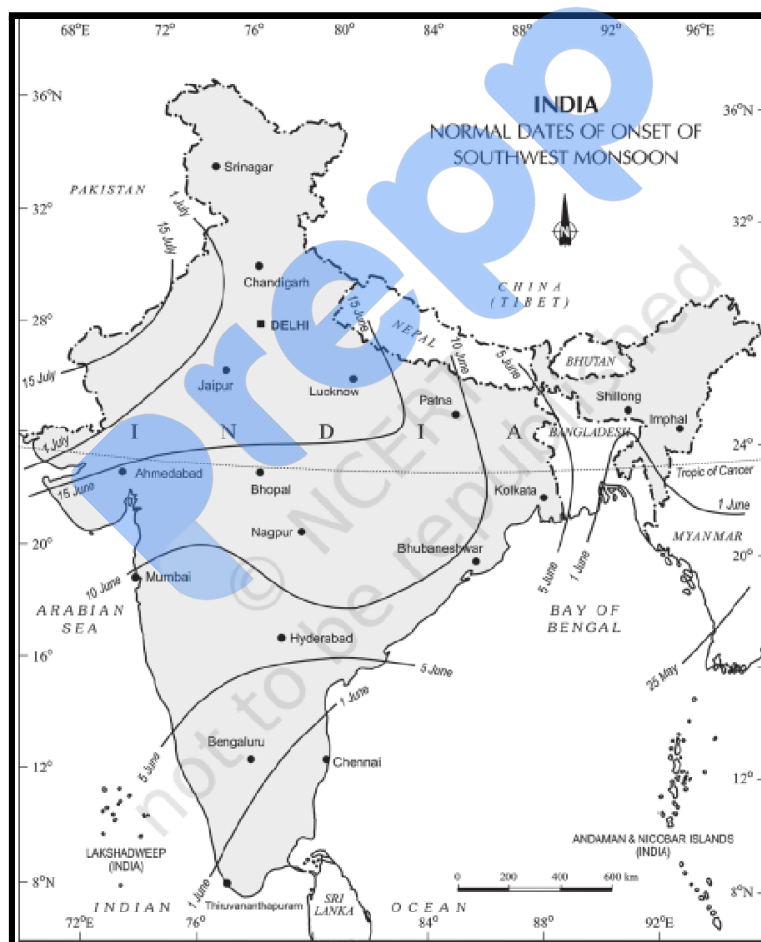 68°E 72° 76° 80° 84° 88° 92° 96°E
INDIA
NORMAL DATES OF ONSET OF
SOUTHWEST MONSOON
36°N
36°N
Srinagar
PAKISTAN
1 July
15 July
32°
32°
N
Chandigarh
CHINA
(TIBET)
28°
28°
DELHI
15 June
NEPAL
10 June
5 June
BHUTAN
15 July
Jaipur
Lucknow
Patna
Shillong
Imphal
I N D I A
BANGLADESH
1 July
24°
Tropic of Cancer
15 June
Ahmedabad
Bhopal
Kolkata
1 June
Nagpur
MYANMAR
20°
20°
Bhubaneshwar
10 June
Mumbai
5 June
1 June
ARABIAN
SEA
BAY OF
BENGAL
Hyderabad
16°
5 June
25 May
1 June
Bengaluru
5 June
Chennai
12°
12°
LAKSHADWEEP
(INDIA)
ANDAMAN & NICOBAR ISLANDS
(INDIA)
0 200 400 600 km
8°N
8°N
1 June
Thiruvananthapuram
SRI
LANKA
INDIAN OCEAN
72° 76° 80° 84° 88° 92°
prepp
© NCERT
not to be republished